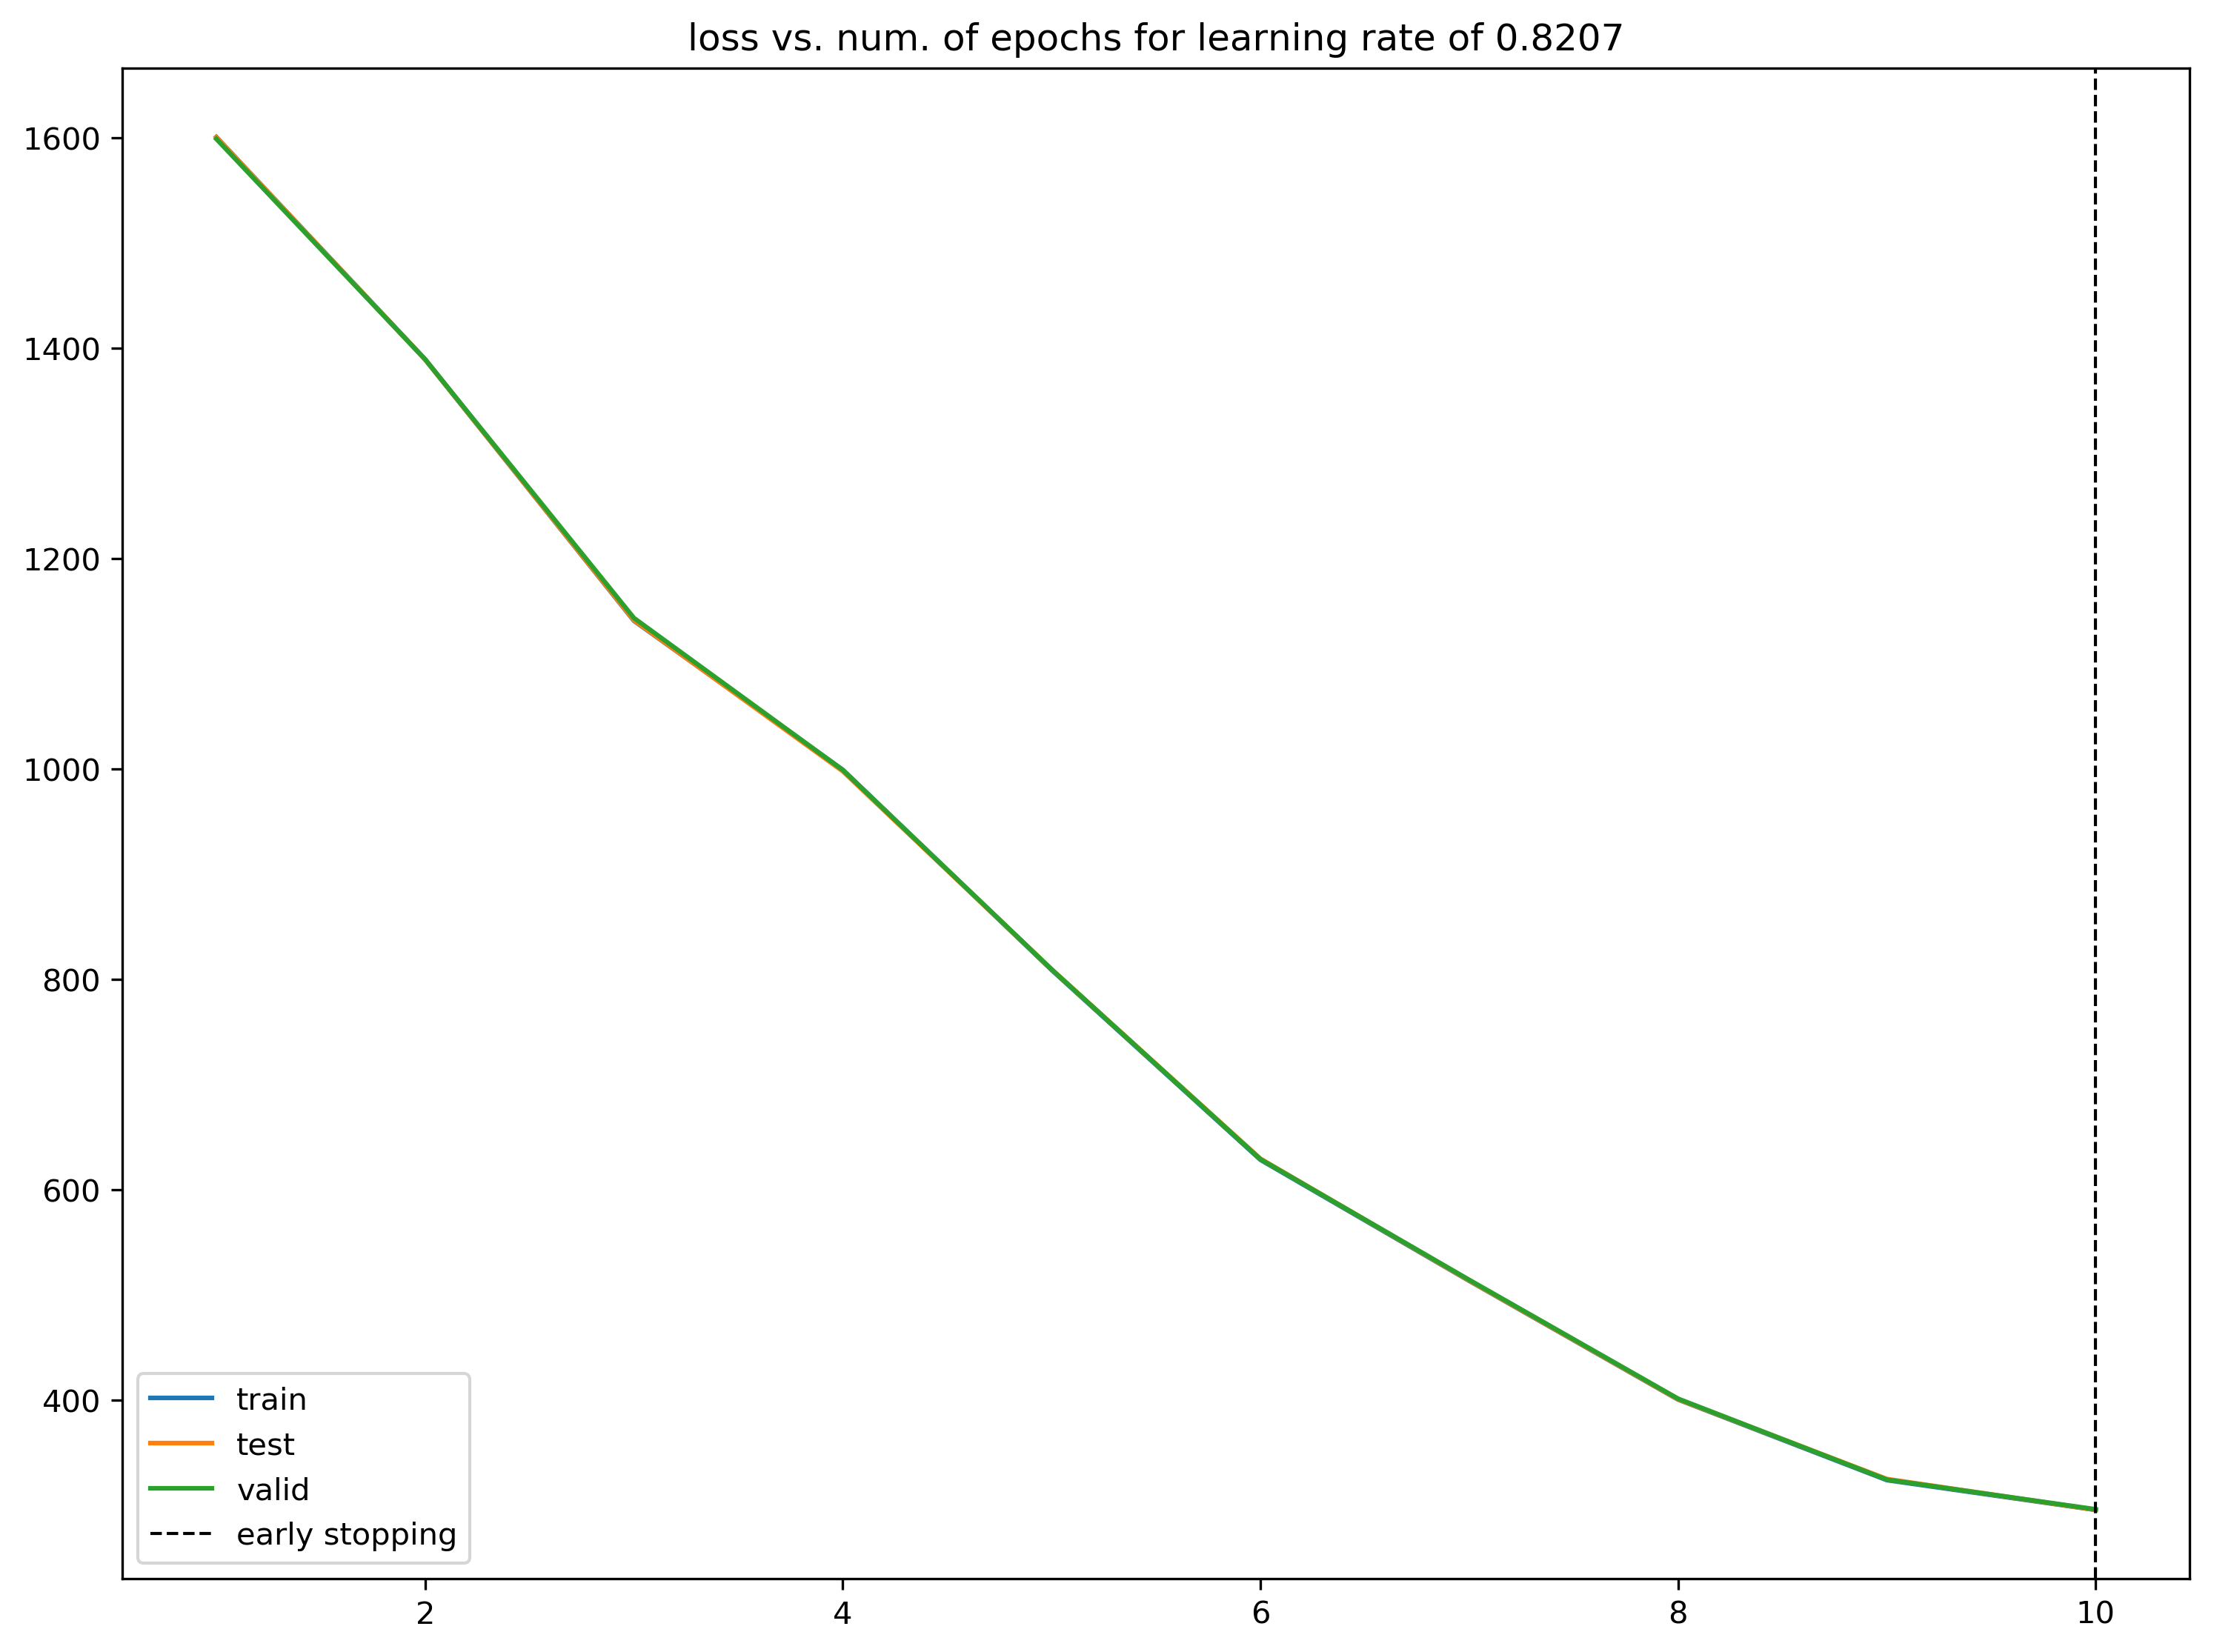 loss vs. num. of epochs for learning rate of 0.8207
1600
1400
1200
1000
800
600
400
train
test
valid
early stopping
2
4
6
8
10